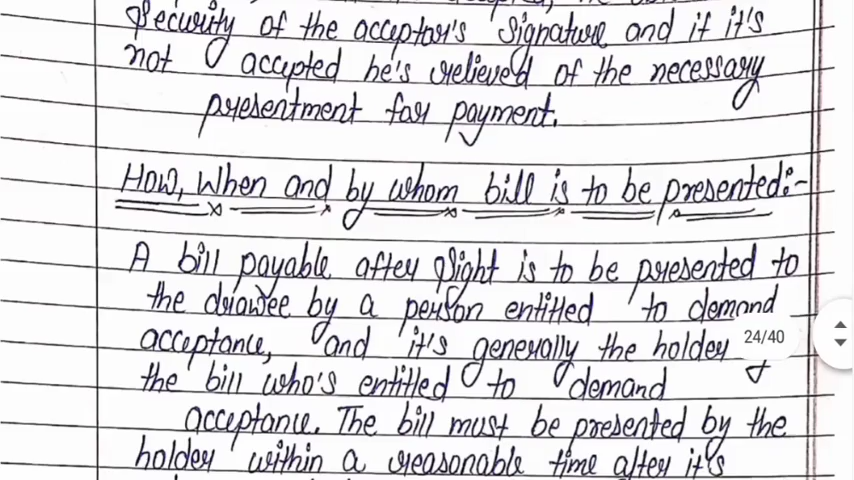 Security of the acceptor's Signature and if it's
not accepted he's relieved of the necessary
presentment for payment.
How, When and by whom bill is to be presented:-
A bill payable after Sight is to be presented to
the drawee by a person entitled to demand
acceptance, and it's generally the holder
24/40
the bill who's entitled to demand
acceptance. The bill must be presented by the
holder within a reasonable time after it's